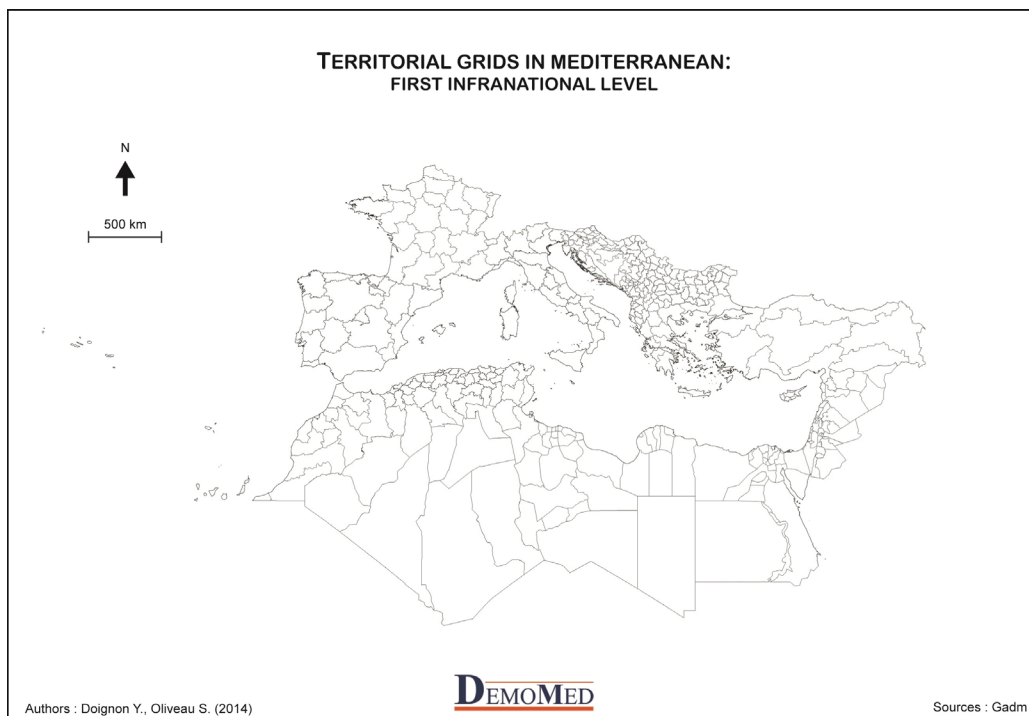 TERRITORIAL GRIDS IN MEDITERRANEAN:
FIRST INFRANATIONAL LEVEL
N
500 km
DEMOMED
Authors : Doignon Y., Oliveau S. (2014)
Sources : Gadm